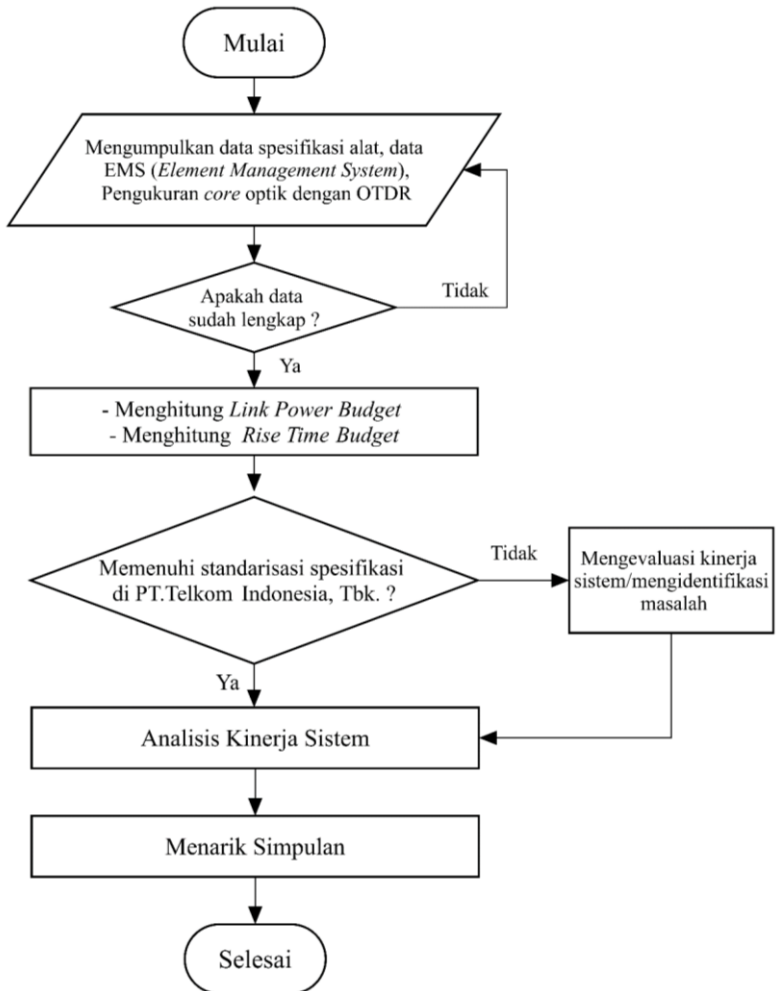 Mulai
Mengumpulkan data spesifikasi alat, data
EMS (Element Management System),
Pengukuran core optik dengan OTDR
Apakah data
sudah lengkap ?
Tidak
Ya
- Menghitung Link Power Budget
- Menghitung Rise Time Budget
Memenuhi standarisasi spesifikasi
di PT.Telkom Indonesia, Tbk. ?
Tidak
Mengevaluasi kinerja
sistem/mengidentifikasi
masalah
Ya
Analisis Kinerja Sistem
Menarik Simpulan
Selesai